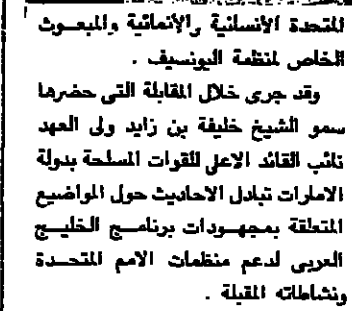 المتحدة الأنسانية والأنمائية والمبعوث
الخاص لمنظمة اليونسيف .
وقد جرى خلال المقابلة التى حضرها
سمو الشيخ خليفة بن زايد ولى العهد
نائب القائد الاعلى للقوات المسلحة بدولة
الامارات تبادل الاحاديث حول المواضيع
المتعلقة بمجهودات برنامج الخليج
العربى لدعم منظمات الامم المتحدة
ونشاطاته المقبلة .